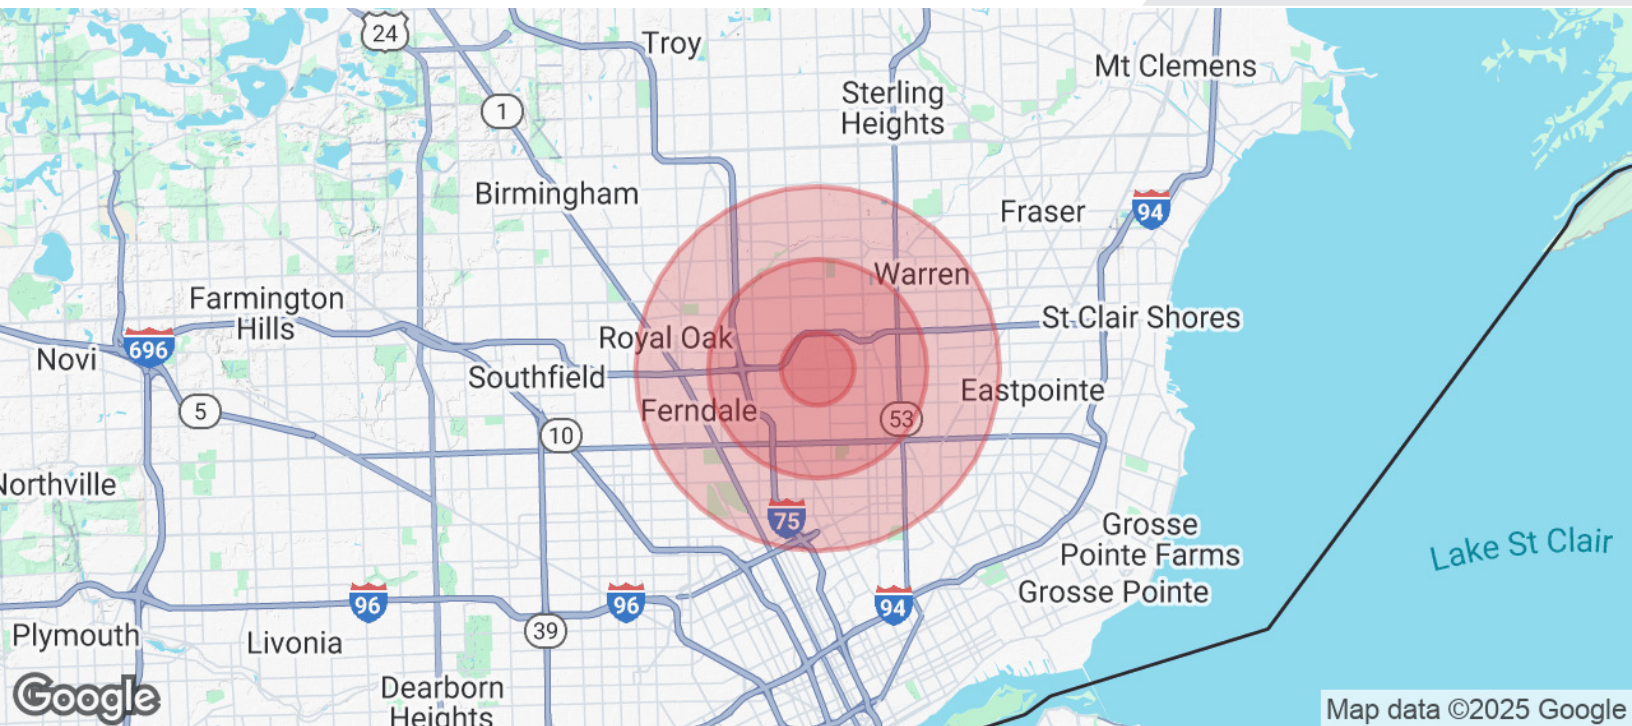 24
Troy
Mt Clemens
Sterling
Heights
1
Birmingham
Fraser
94
Warren
Farmington
Hills
St Clair Shores
Royal Oak
696
Novi
Southfield
Eastpointe
Ferndale
5
53
10
Northville
75
Grosse
Pointe Farms
Lake St Clair
Grosse Pointe
96
96
94
39
Plymouth
Livonia
Dearborn
Heights
Google
Map data ©2025 Google